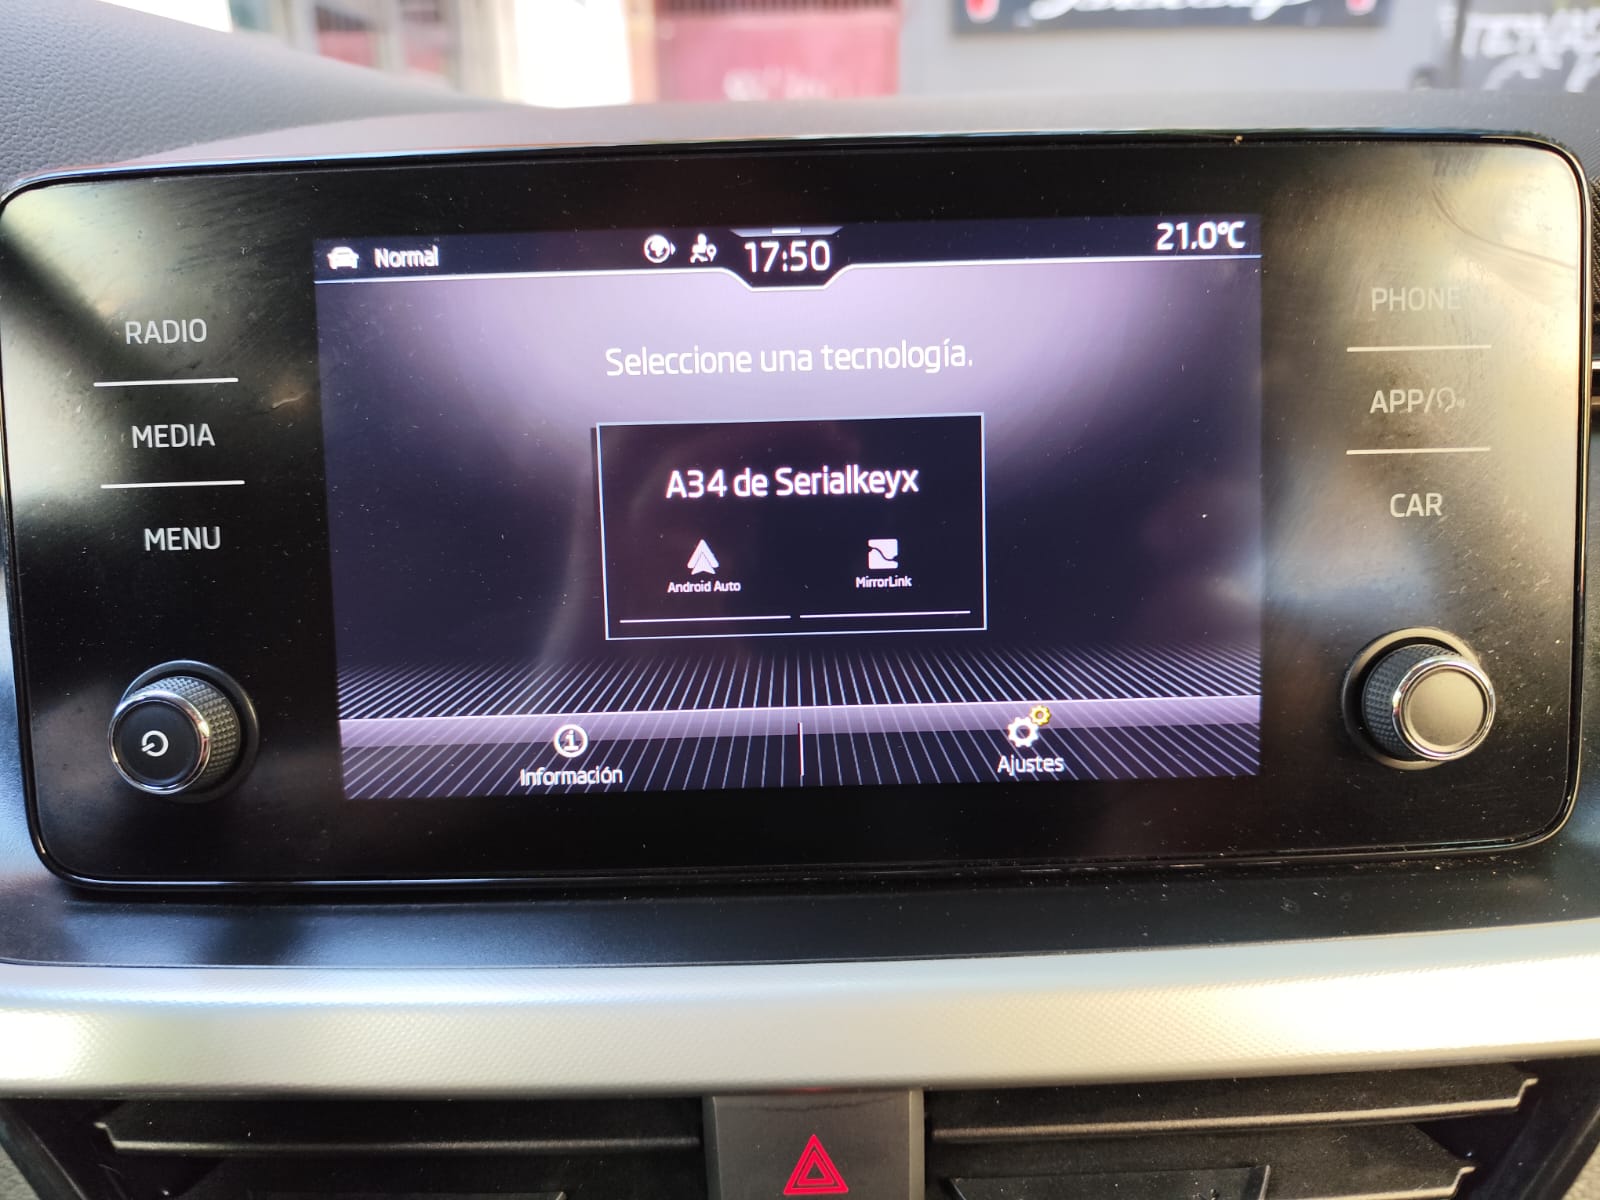 Normal
17:50
21.0°C
RADIO
MEDIA
MENU
Seleccione una tecnología.
A34 de Serialkeyx
Android Auto
MirrorLink
Información
Ajustes
PHONE
APP/
CAR